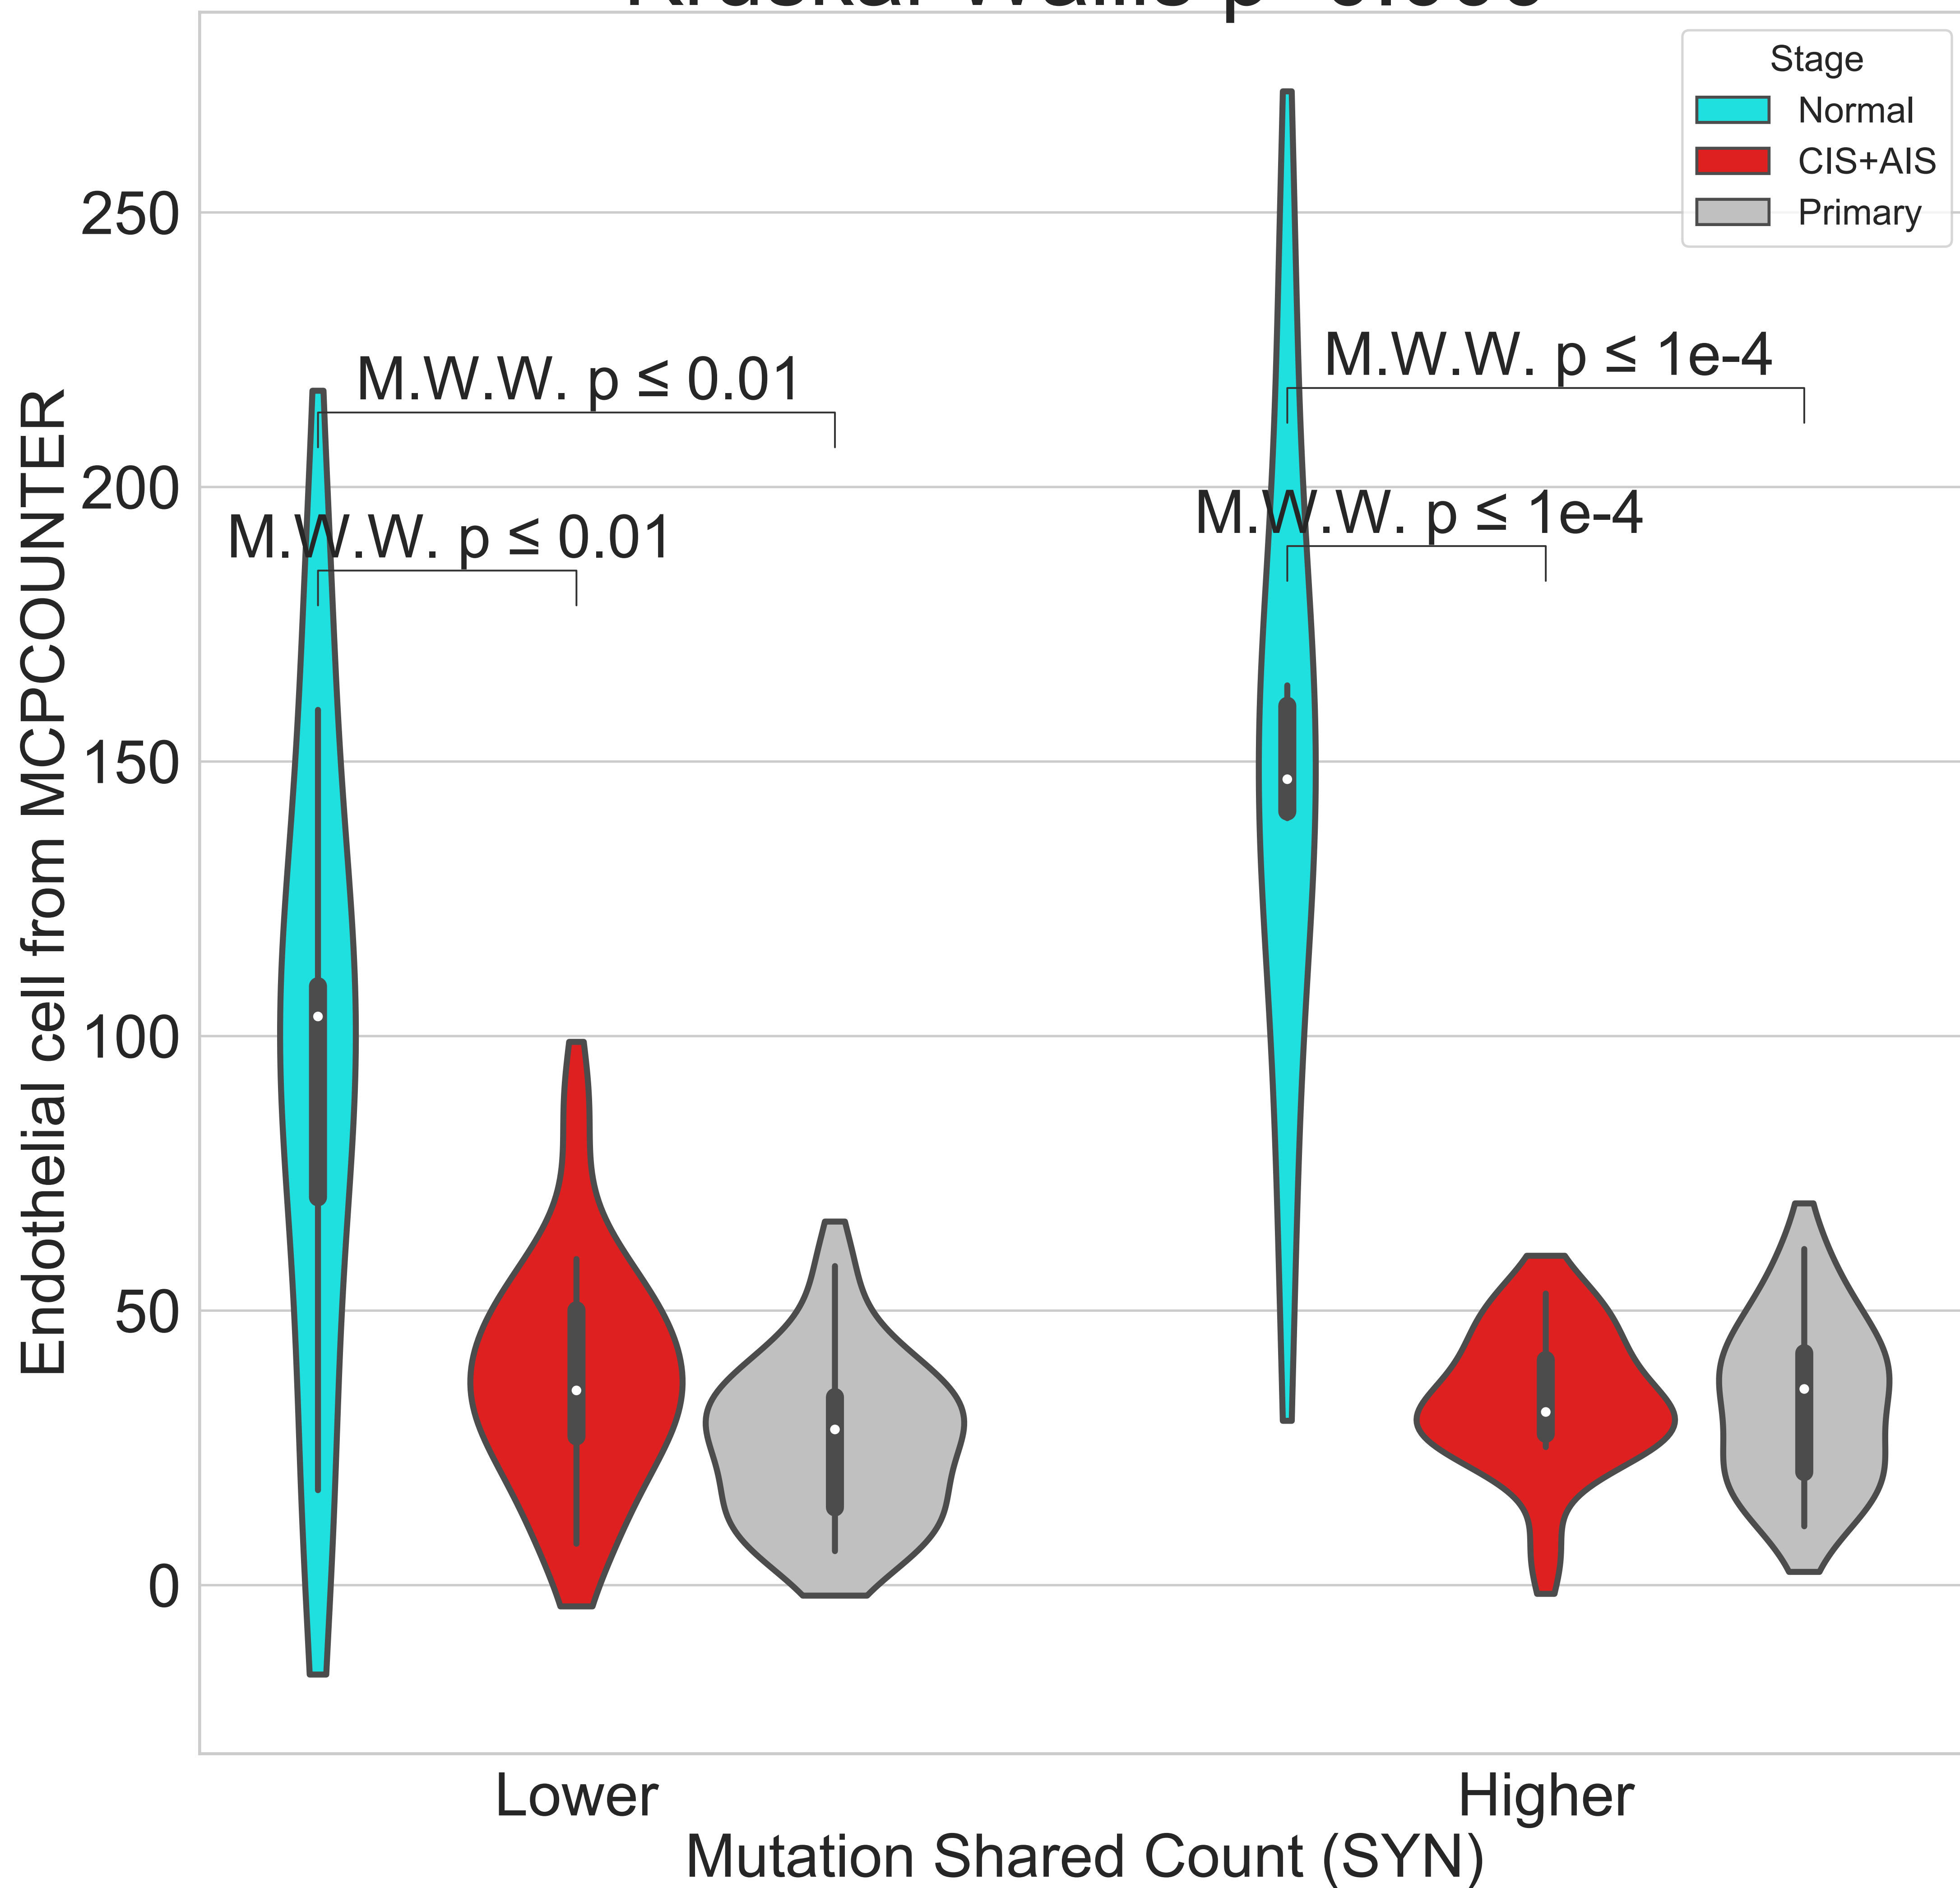 Stage
Normal
CIS+AIS
Primary
250
200
150
100
50
0
Endothelial cell from MCPCOUNTER
M.W.W. p ≤ 0.01
M.W.W. p ≤ 0.01
M.W.W. p ≤ 1e-4
M.W.W. p ≤ 1e-4
Lower
Higher
Mutation Shared Count (SYN)